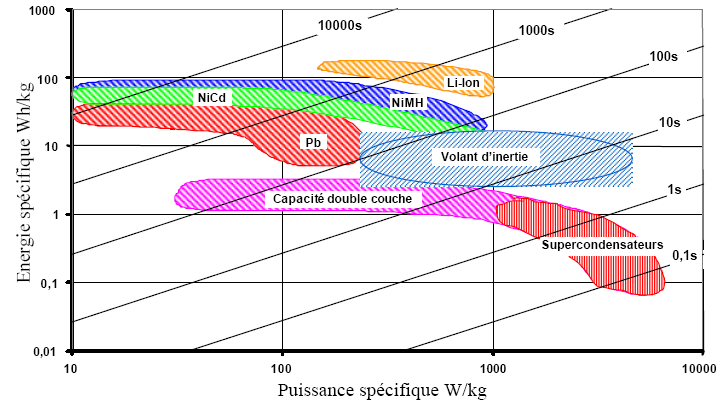 1000
10000s
1000s
100
100s
Li-Ion
NiCd
NiMH
10
10s
Pb
Volant d'inertie
1
1s
Capacité double couche
Supercondensateurs
0,1s
0,1
0,01
10
100
1000
10000
Energie spécifique Wh/kg
Puissance spécifique W/kg